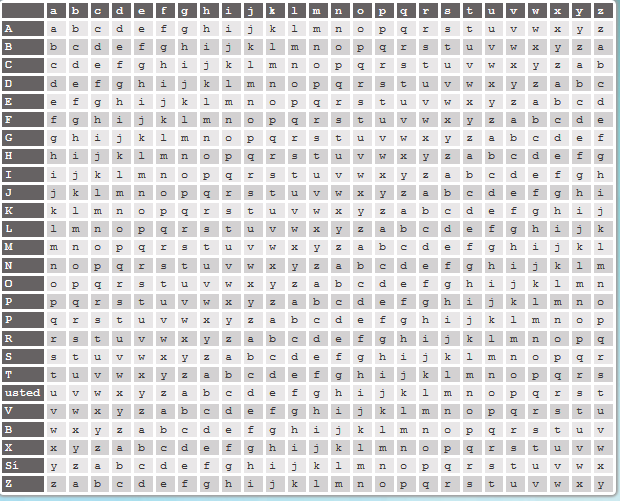 a b c d e f g h i j k l m n o p q r s t u v w x y z
A a b c d e f g h i j k l m n o p q r s t u v w x y z
B b c d e f g h i j k l m n o p q r s t u v w x y z a
C c d e f g h i j k l m n o p q r s t u v w x y z a b
D d e f g h i j k l m n o p q r s t u v w x y z a b c
E e f g h i j k l m n o p q r s t u v w x y z a b c d
F f g h i j k l m n o p q r s t u v w x y z a b c d e
G g h i j k l m n o p q r s t u v w x y z a b c d e f
H h i j k l m n o p q r s t u v w x y z a b c d e f g
I i j k l m n o p q r s t u v w x y z a b c d e f g h
J j k l m n o p q r s t u v w x y z a b c d e f g h i
K k l m n o p q r s t u v w x y z a b c d e f g h i j
L l m n o p q r s t u v w x y z a b c d e f g h i j k
M m n o p q r s t u v w x y z a b c d e f g h i j k l
N n o p q r s t u v w x y z a b c d e f g h i j k l m
O o p q r s t u v w x y z a b c d e f g h i j k l m n
P p q r s t u v w x y z a b c d e f g h i j k l m n o
P q r s t u v w x y z a b c d e f g h i j k l m n o p
R r s t u v w x y z a b c d e f g h i j k l m n o p q
S s t u v w x y z a b c d e f g h i j k l m n o p q r
T t u v w x y z a b c d e f g h i j k l m n o p q r s
usted u v w x y z a b c d e f g h i j k l m n o p q r s t
V v w x y z a b c d e f g h i j k l m n o p q r s t u
B w x y z a b c d e f g h i j k l m n o p q r s t u v
X x y z a b c d e f g h i j k l m n o p q r s t u v w
Sí y z a b c d e f g h i j k l m n o p q r s t u v w x
Z z a b c d e f g h i j k l m n o p q r s t u v w x y